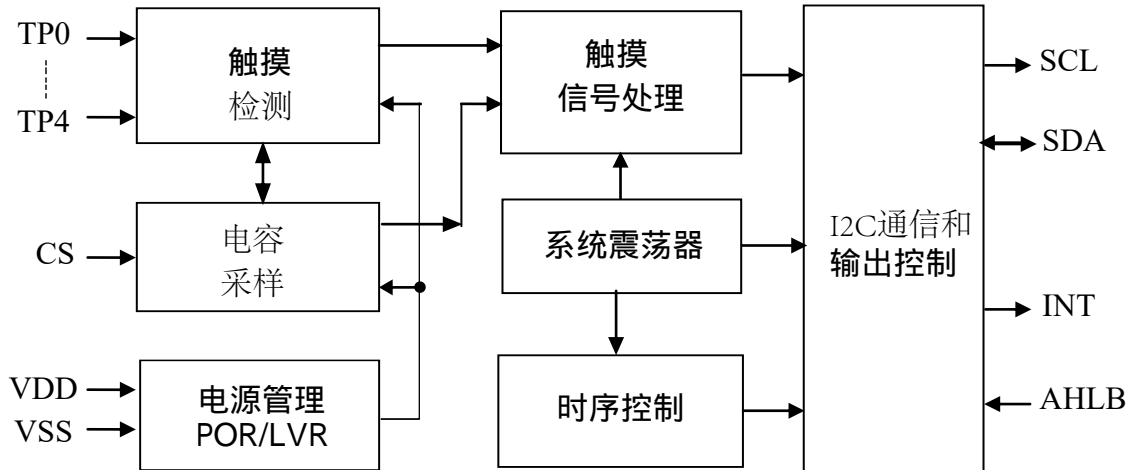 TP0
TP4
CS
VDD
VSS
触摸
检测
电容
采样
电源管理
POR/LVR
触摸
信号处理
系统震荡器
时序控制
I2C通信和
输出控制
SCL
SDA
INT
AHLB